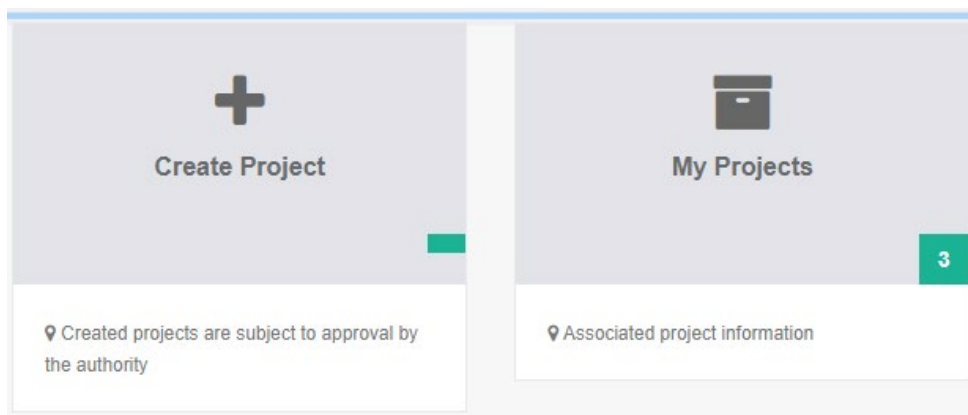 Create Project
My Projects
3
Created projects are subject to approval by
the authority
Associated project information